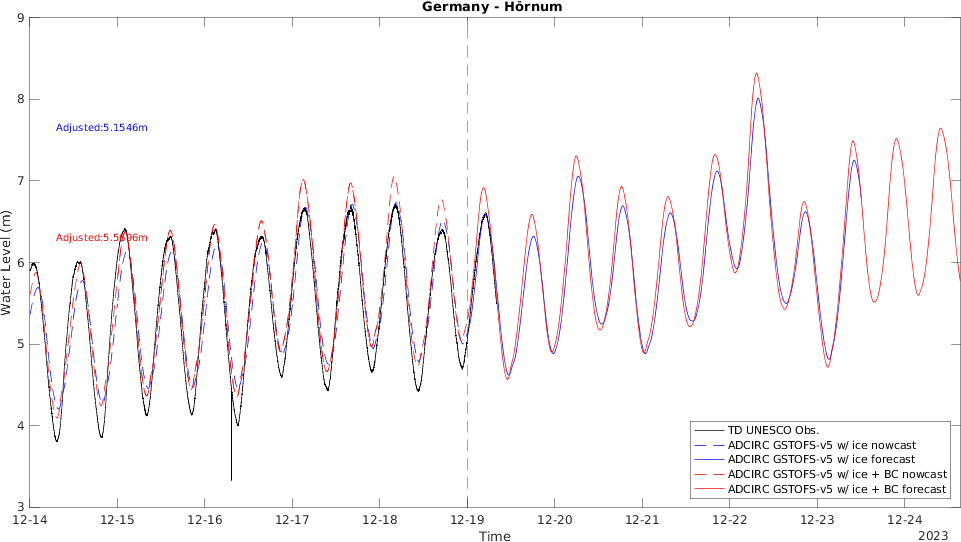 Germany - Hörnum
9
8
7
6
5
4
3
Water Level (m)
Adjusted:5.1546m
TD UNESCO Obs.
ADCIRC GSTOFS-v5 w/ ice nowcast
ADCIRC GSTOFS-v5 w/ ice forecast
ADCIRC GSTOFS-v5 w/ ice + BC nowcast
ADCIRC GSTOFS-v5 w/ ice + BC forecast
12-14 12-15 12-16 12-17 12-18 12-19 12-20 12-21 12-22 12-23 12-24
Time
2023